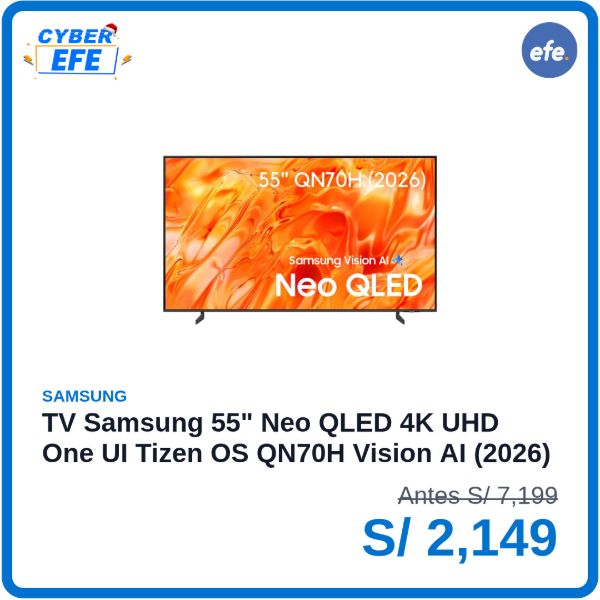 CYBER
EFE
efe.
55" QN70H (2026)
Samsung Vision AI
Neo QLED
SAMSUNG
TV Samsung 55" Neo QLED 4K UHD
One UI Tizen OS QN70H Vision AI (2026)
Antes S/ 7,199
S/ 2,149